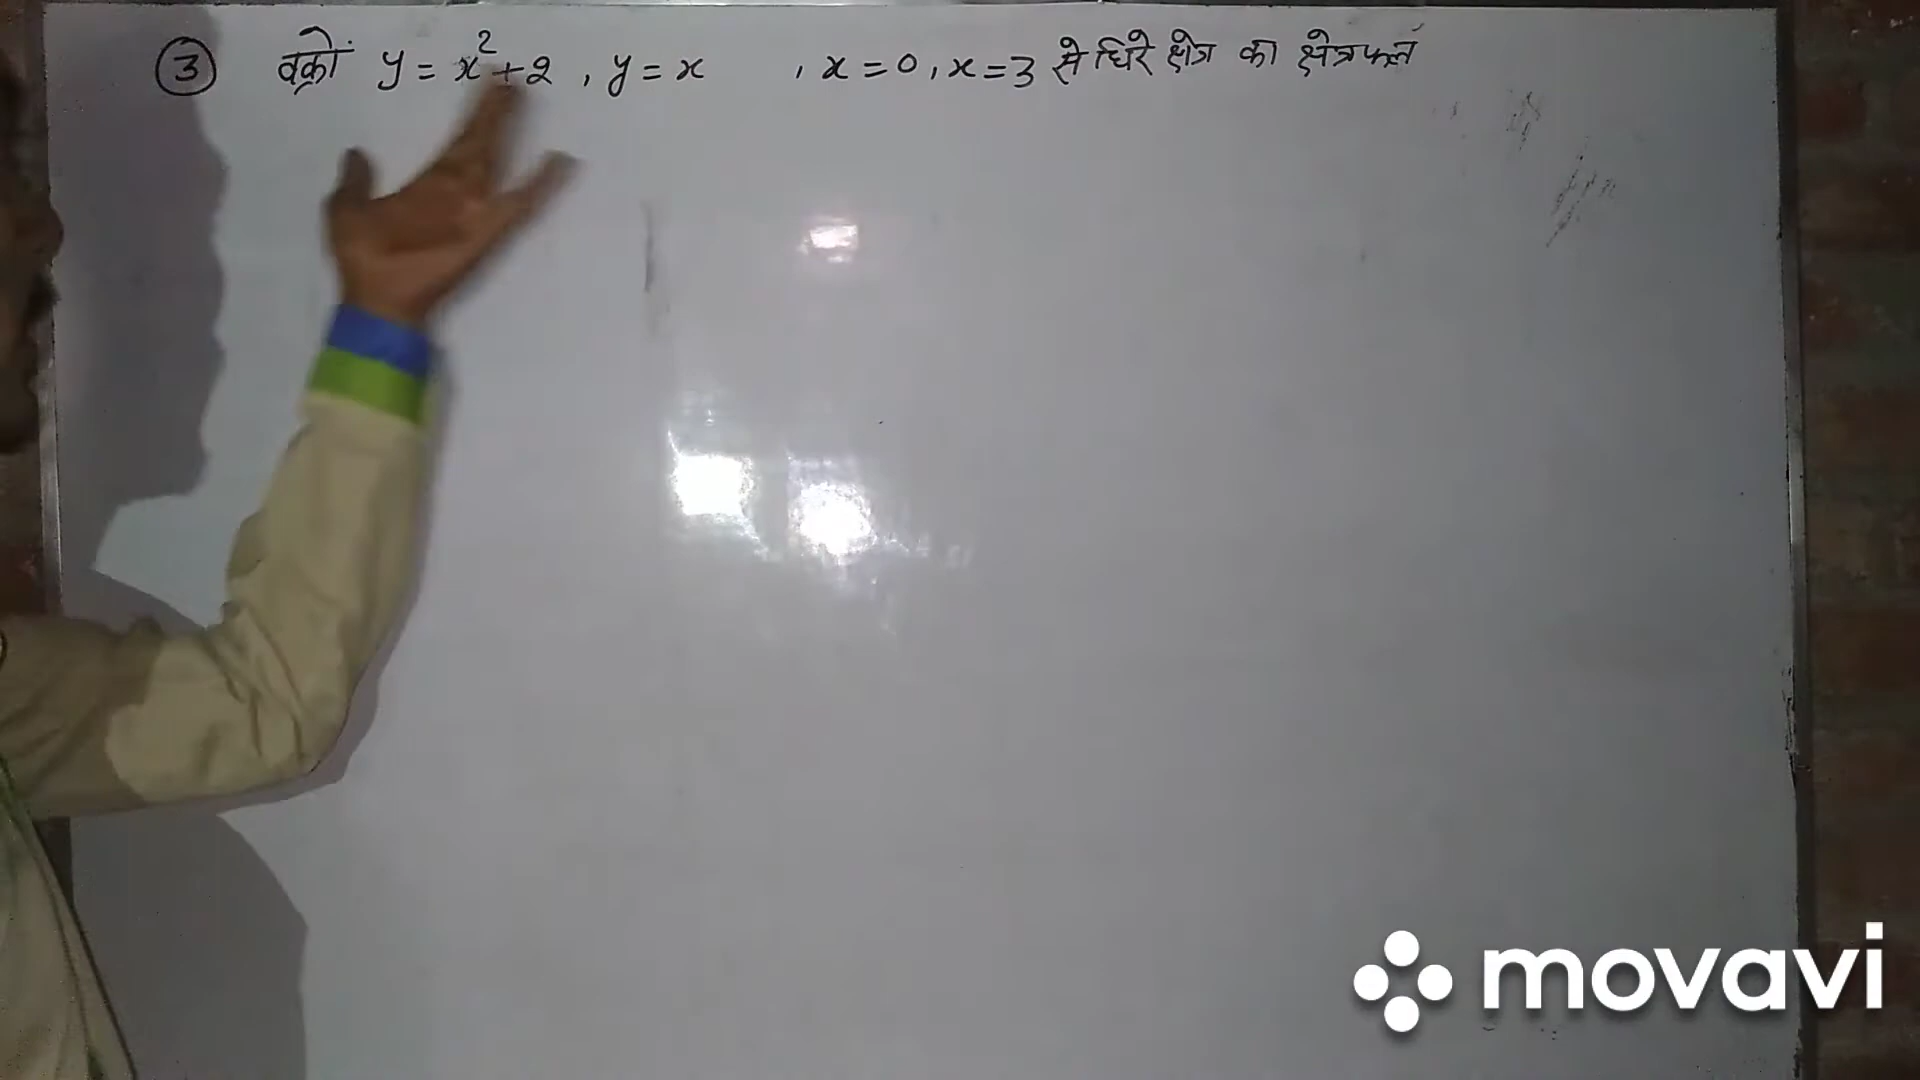 ③ वक्रों y = x²+2 , y = x , x = 0 , x = 3 से घिरे क्षेत्र का क्षेत्रफल
movavi